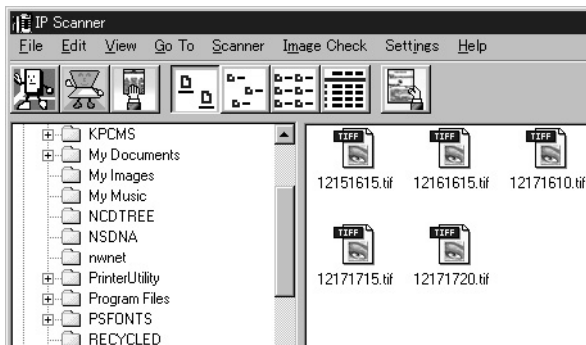 IP Scanner
File Edit View Go To Scanner Image Check Settings Help
KPCMS
My Documents
My Images
My Music
NCDTREE
NSDNA
nwnet
PrinterUtility
Program Files
PSFONTS
RECYCLED
TIFF TIFF TIFF
12151615.tif 12161615.tif 12171610.tif
TIFF TIFF
12171715.tif 12171720.tif